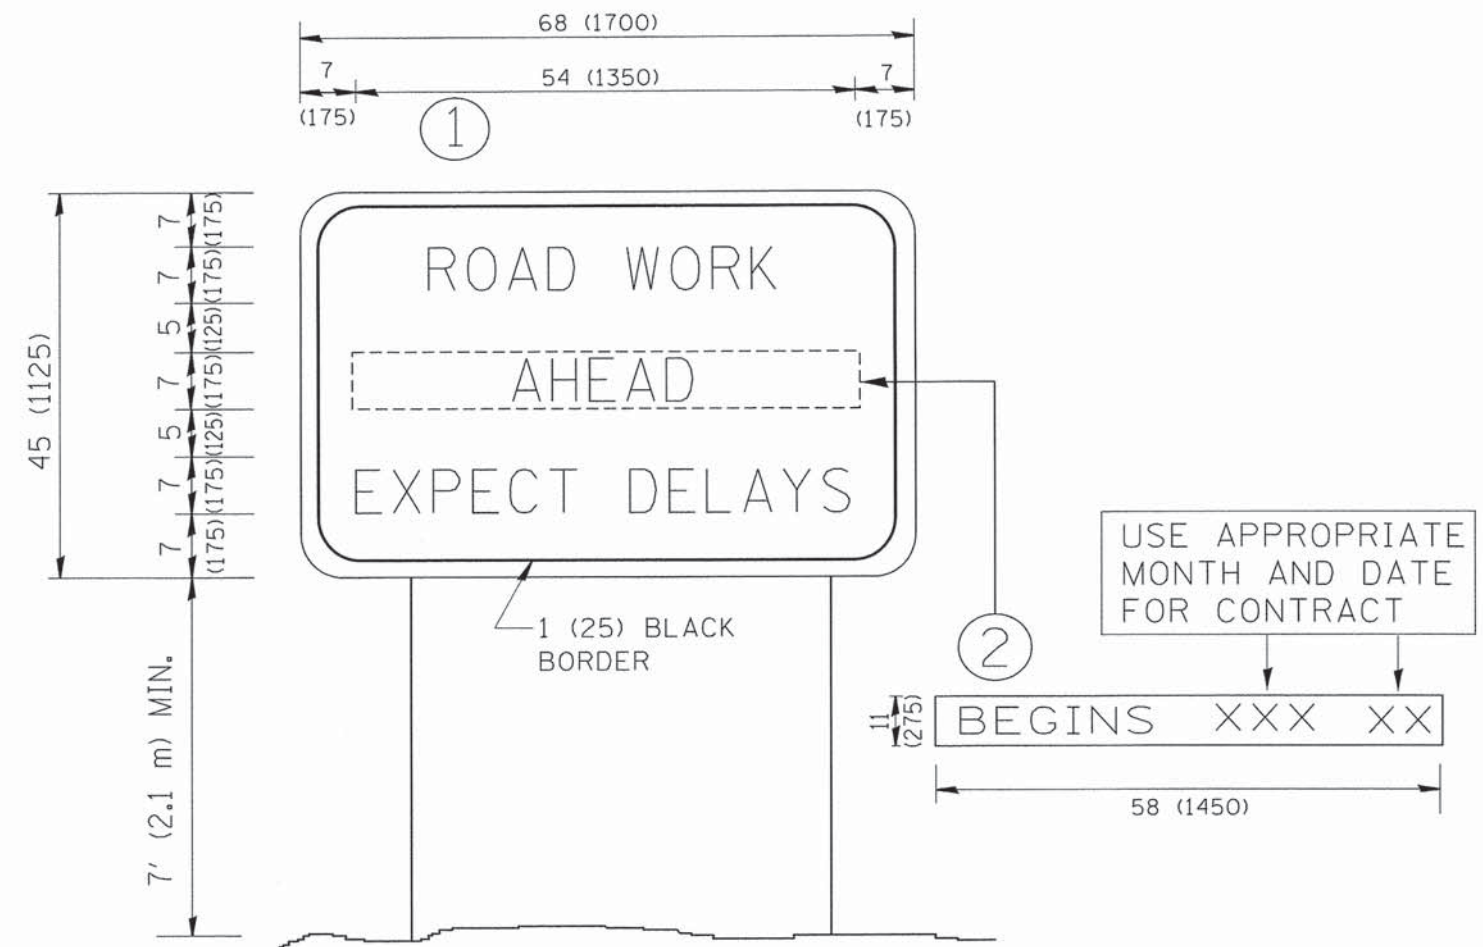 68 (1700)
7
54 (1350)
7
(175)
(175)
1
45 (1125)
7
(175)
7
(175)
5
(125)
7
(175)
5
(125)
7
(175)
7
(175)
ROAD WORK
AHEAD
EXPECT DELAYS
1 (25) BLACK
BORDER
7' (2.1 m) MIN.
2
USE APPROPRIATE
MONTH AND DATE
FOR CONTRACT
11
(275)
BEGINS XXX XX
58 (1450)